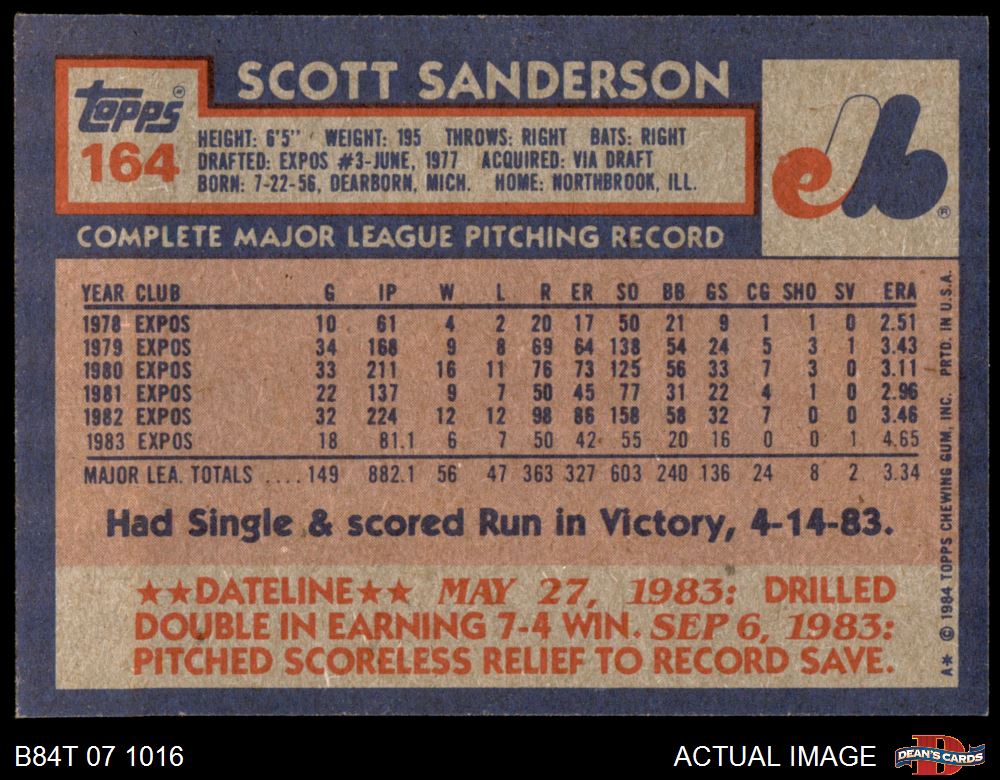 SCOTT SANDERSON
Topps®
164
HEIGHT: 6'5" WEIGHT: 195 THROWS: RIGHT BATS: RIGHT
DRAFTED: EXPOS #3-JUNE, 1977 ACQUIRED: VIA DRAFT
BORN: 7-22-56, DEARBORN, MICH. HOME: NORTHBROOK, ILL.
eb®
COMPLETE MAJOR LEAGUE PITCHING RECORD
YEAR CLUB G IP W L R ER SO BB GS CG SHO SV ERA
1978 EXPOS 10 61 4 2 20 17 50 21 9 1 1 0 2.51
1979 EXPOS 34 168 9 8 69 64 138 54 24 5 3 1 3.43
1980 EXPOS 33 211 16 11 76 73 125 56 33 7 3 0 3.11
1981 EXPOS 22 137 9 7 50 45 77 31 22 4 1 0 2.96
1982 EXPOS 32 224 12 12 98 86 158 58 32 7 0 0 3.46
1983 EXPOS 18 81.1 6 7 50 42 55 20 16 0 0 1 4.65
MAJOR LEA. TOTALS ....149 882.1 56 47 363 327 603 240 136 24 8 2 3.34
Had Single & scored Run in Victory, 4-14-83.
★★DATELINE★★ MAY 27, 1983: DRILLED
DOUBLE IN EARNING 7-4 WIN. SEP 6, 1983:
PITCHED SCORELESS RELIEF TO RECORD SAVE.
A* © 1984 TOPPS CHEWING GUM, INC. PRTD. IN U.S.A.
B84T 07 1016
ACTUAL IMAGE
D
DEAN'S CARDS